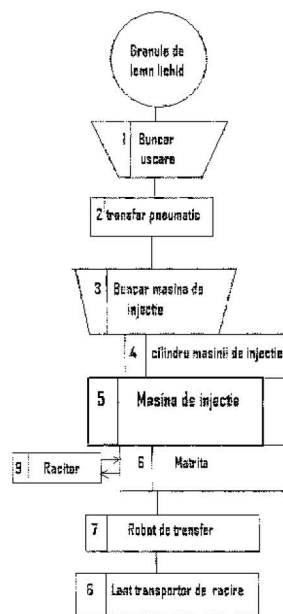 Granule de
lemn lichid
1 Buncar
uscare
2 transfer pneumatic
3 Buncar masina de
injectie
4 cilindru masinii de injectie
5 Masina de injectie
6 Matrita
9 Racitor
7 Robot de transfer
6 Lant transportor de racire